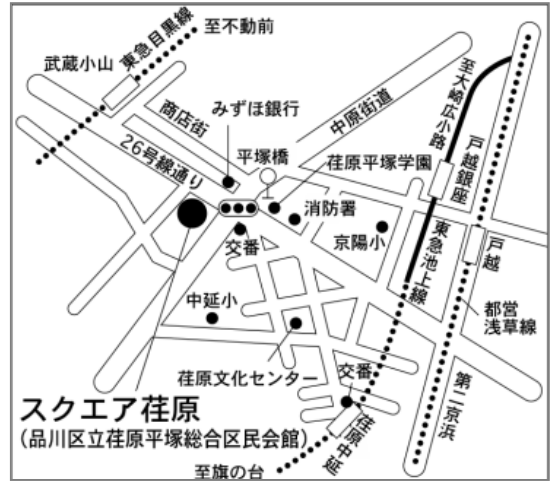 至不動前
東急目黒線
武蔵小山
みずほ銀行
商店街
中原街道
至大崎広小路
26号線通り
平塚橋
荏原平塚学園
戸越銀座
消防署
京陽小
戸越
交番
東急池上線
中延小
都営
浅草線
荏原文化センター
交番
第二京浜
スクエア荏原
(品川区立荏原平塚総合区民会館)
荏原中延
至旗の台